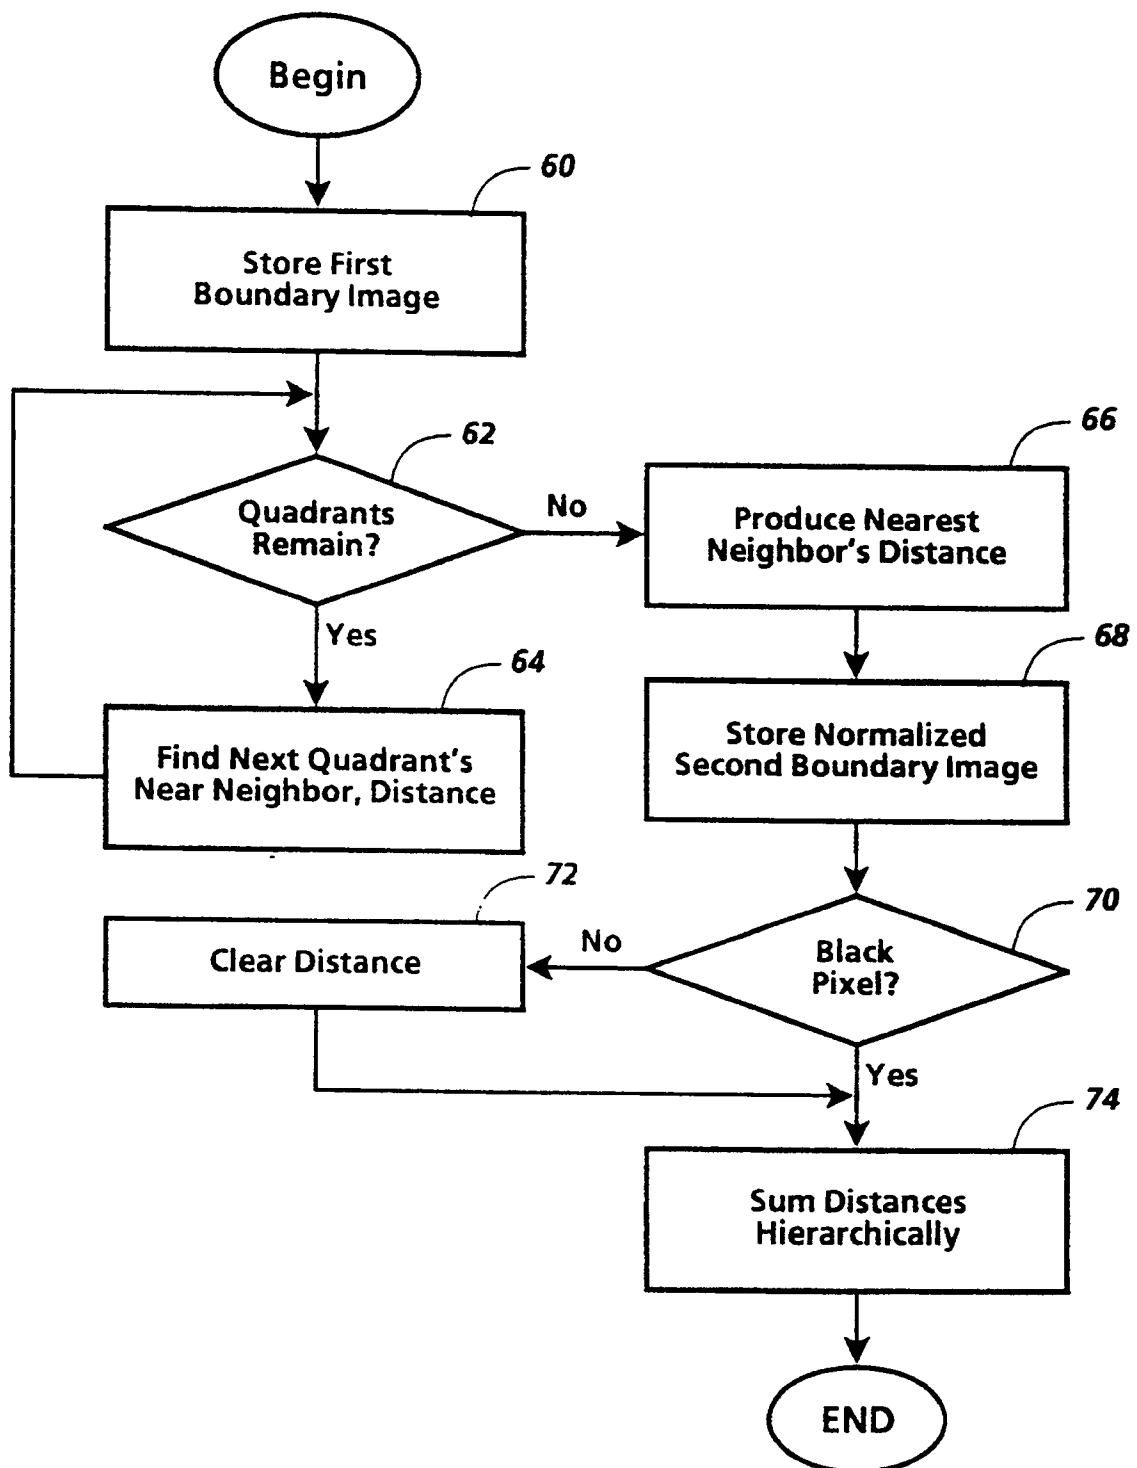 Begin
60
Store First
Boundary Image
62
Quadrants
Remain?
No
Yes
64
Find Next Quadrant's
Near Neighbor, Distance
66
Produce Nearest
Neighbor's Distance
68
Store Normalized
Second Boundary Image
70
Black
Pixel?
No
Yes
72
Clear Distance
74
Sum Distances
Hierarchically
END